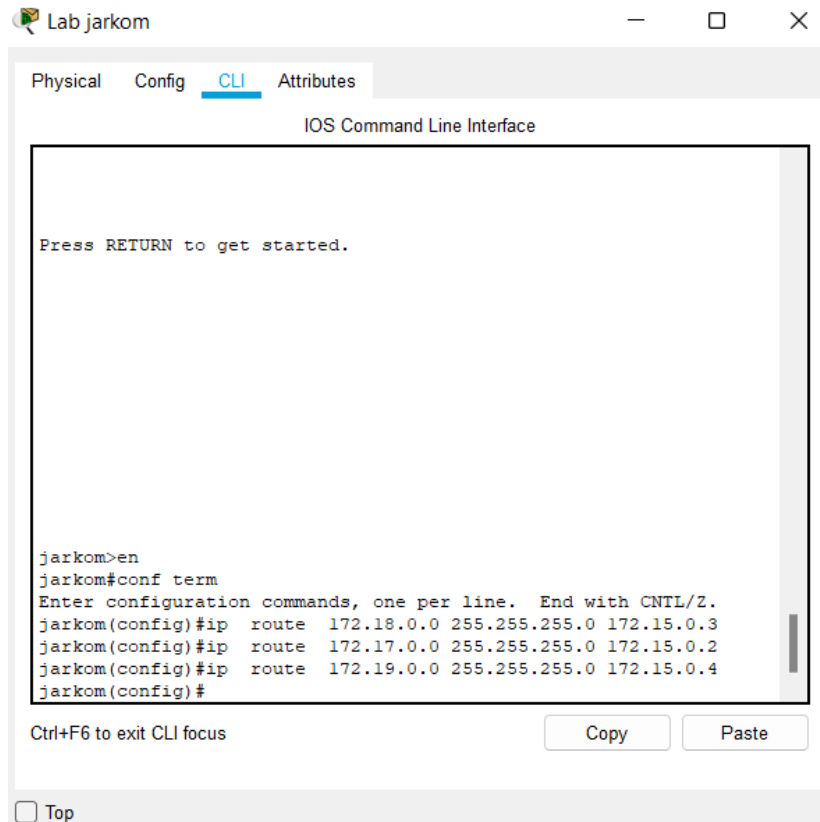 Lab jarkom
Physical Config CLI Attributes
IOS Command Line Interface
Press RETURN to get started.
jarkom>en
jarkom#conf term
Enter configuration commands, one per line.  End with CNTL/Z.
jarkom(config)#ip  route  172.18.0.0 255.255.255.0 172.15.0.3
jarkom(config)#ip  route  172.17.0.0 255.255.255.0 172.15.0.2
jarkom(config)#ip  route  172.19.0.0 255.255.255.0 172.15.0.4
jarkom(config)#
Ctrl+F6 to exit CLI focus Copy Paste
Top